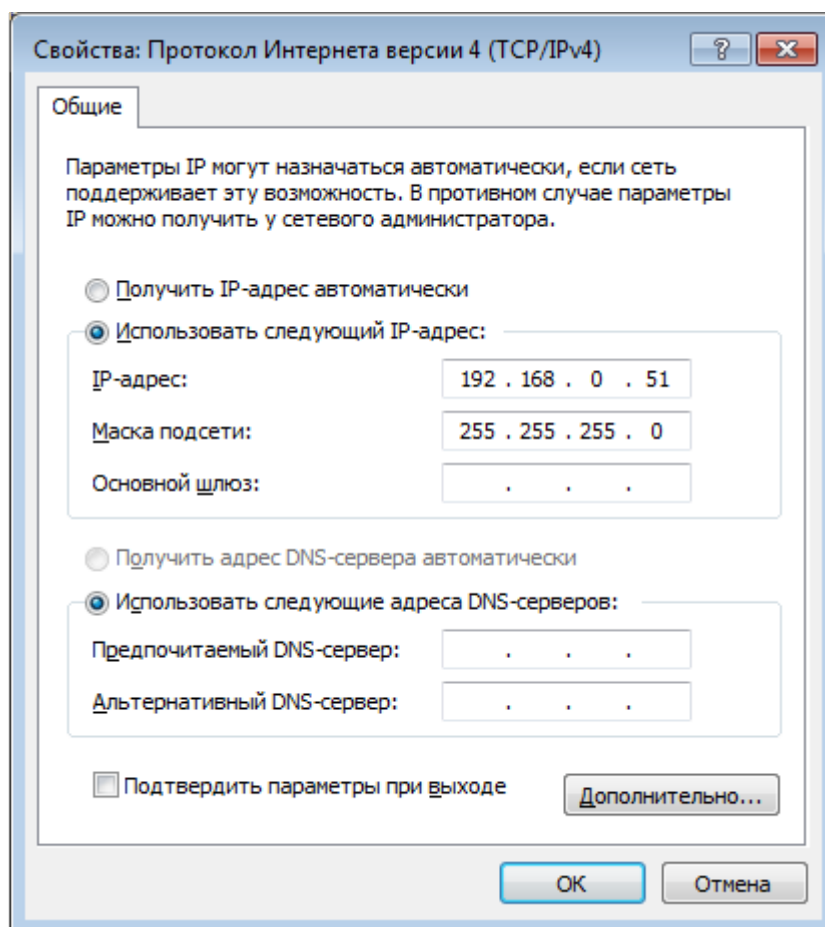 Свойства: Протокол Интернета версии 4 (TCP/IPv4)
Общие
Параметры IP могут назначаться автоматически, если сеть
поддерживает эту возможность. В противном случае параметры
IP можно получить у сетевого администратора.
Получить IP-адрес автоматически
Использовать следующий IP-адрес:
IP-адрес: 192 . 168 . 0 . 51
Маска подсети: 255 . 255 . 255 . 0
Основной шлюз: . . .
Получить адрес DNS-сервера автоматически
Использовать следующие адреса DNS-серверов:
Предпочитаемый DNS-сервер: . . .
Альтернативный DNS-сервер: . . .
Подтвердить параметры при выходе
Дополнительно...
ОК
Отмена